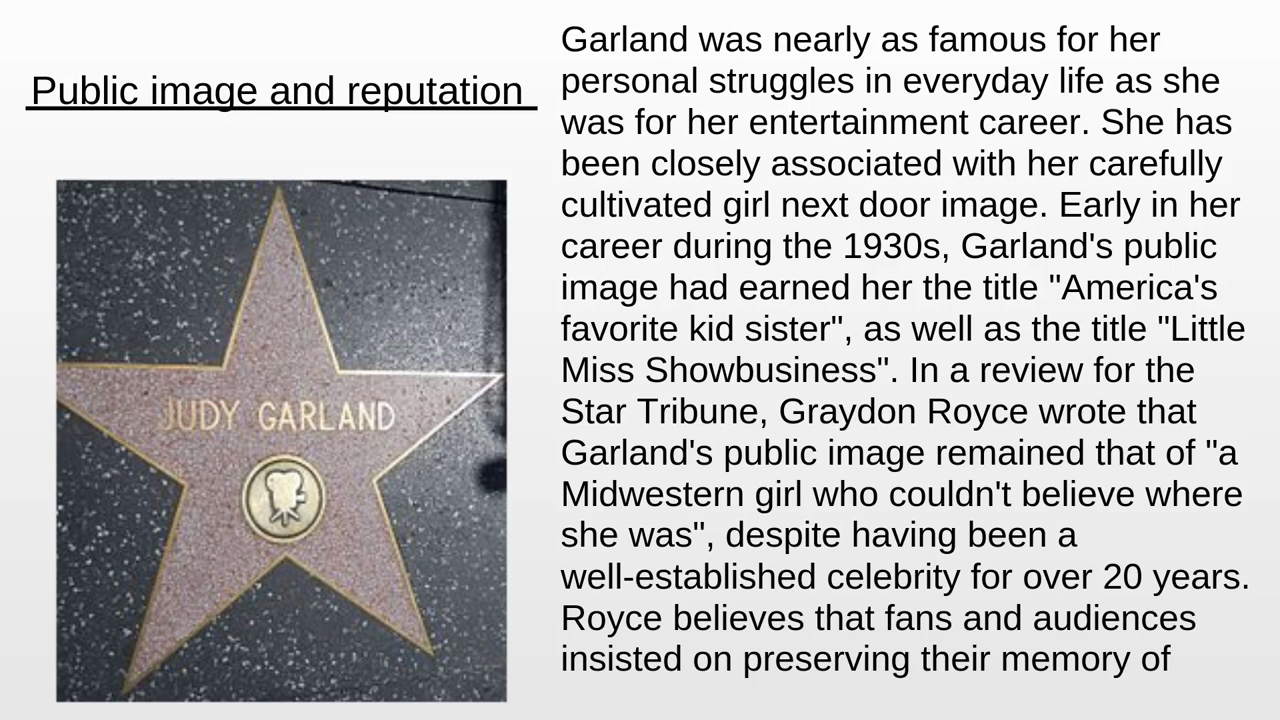 Public image and reputation
JUDY GARLAND
Garland was nearly as famous for her
personal struggles in everyday life as she
was for her entertainment career. She has
been closely associated with her carefully
cultivated girl next door image. Early in her
career during the 1930s, Garland's public
image had earned her the title "America's
favorite kid sister", as well as the title "Little
Miss Showbusiness". In a review for the
Star Tribune, Graydon Royce wrote that
Garland's public image remained that of "a
Midwestern girl who couldn't believe where
she was", despite having been a
well-established celebrity for over 20 years.
Royce believes that fans and audiences
insisted on preserving their memory of